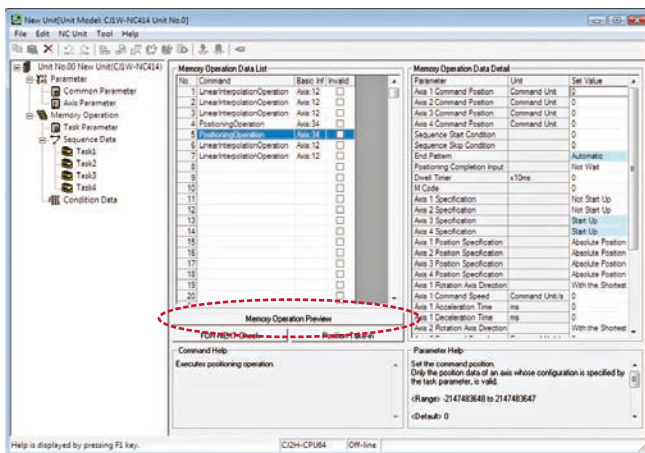 New Unit[Unit Model: CJ1W-NC414 Unit No.0]
File Edit NC Unit Tool Help
Unit No.00 New Unit(CJ1W-NC414)
Parameter
Common Parameter
Axis Parameter
Memory Operation
Task Parameter
Sequence Data
Task1
Task2
Task3
Task4
Condition Data
Memory Operation Data List
No. Command Basic Inf Invalid
1 LinearInterpolationOperation Axis:12
2 LinearInterpolationOperation Axis:12
3 LinearInterpolationOperation Axis:12
4 PositioningOperation Axis:34
5 PositioningOperation Axis:34
6 LinearInterpolationOperation Axis:12
7 LinearInterpolationOperation Axis:12
8
9
10
11
12
13
14
15
16
17
18
19
20
Memory Operation Preview
FOR-NEXT Check
Command Help
Executes positioning operation.
Memory Operation Data Detail
Parameter Unit Set Value
Axis 1 Command Position Command Unit 0
Axis 2 Command Position Command Unit 0
Axis 3 Command Position Command Unit 0
Axis 4 Command Position Command Unit 0
Sequence Start Condition 0
Sequence Skip Condition 0
End Pattern Automatic
Positioning Completion Input Not Wait
Dwell Timer x10ms 0
M Code 0
Axis 1 Specification Not Start Up
Axis 2 Specification Not Start Up
Axis 3 Specification Start Up
Axis 4 Specification Start Up
Axis 1 Position Specification Absolute Position
Axis 2 Position Specification Absolute Position
Axis 3 Position Specification Absolute Position
Axis 4 Position Specification Absolute Position
Axis 1 Rotation Axis Direction With the Shortest
Axis 1 Command Speed Command Unit/s 0
Axis 1 Acceleration Time ms 0
Axis 1 Deceleration Time ms 0
Axis 2 Rotation Axis Direction With the Shortest
Parameter Help
Set the command position.
Only the position data of an axis whose configuration is specified by
the task parameter, is valid.
<Range> -2147483648 to 2147483647
<Default> 0
Help is displayed by pressing F1 key. CJ2H-CPU64 Off-line